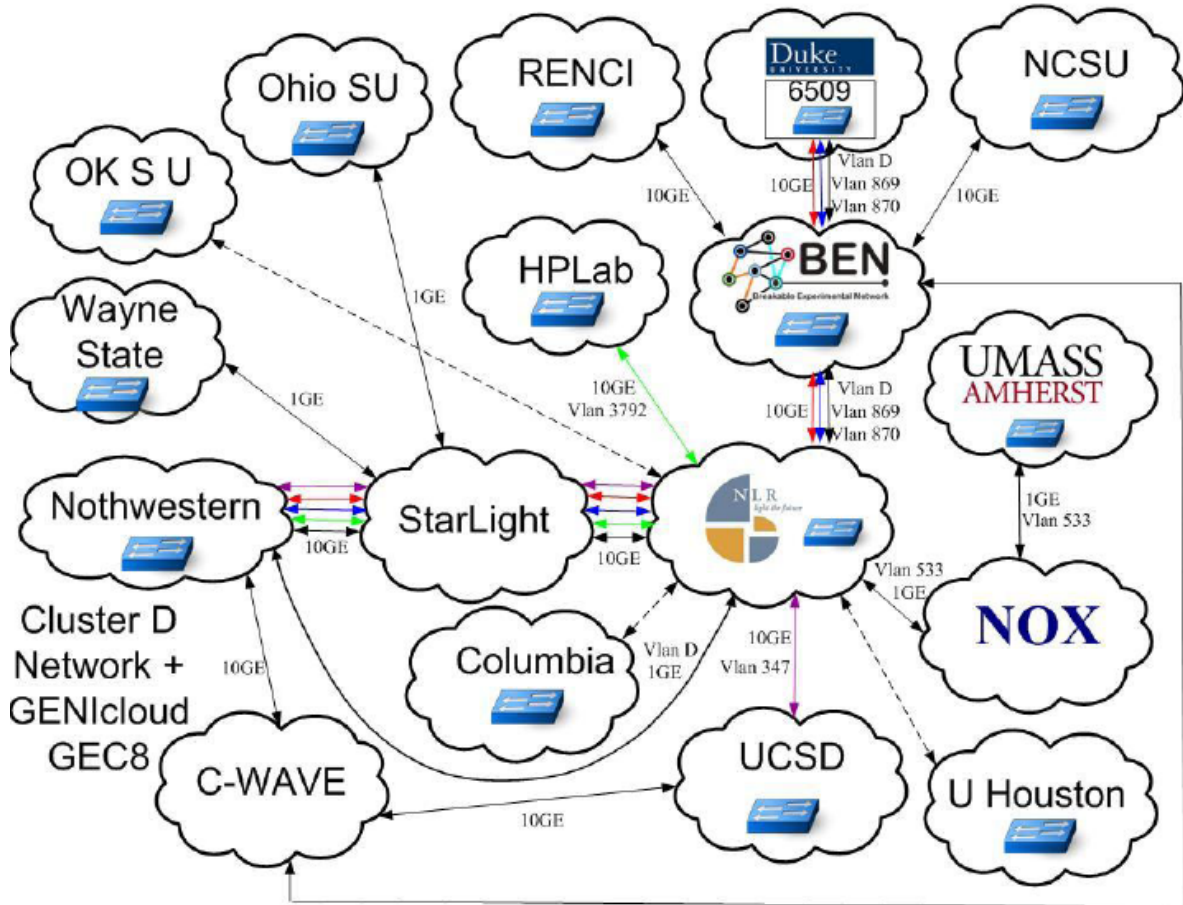 Duke
UNIVERSITY
6509
RENCI
NCSU
Ohio SU
OK S U
10GE
10GE
Vlan D
Vlan 869
Vlan 870
10GE
HPLab
BEN
Breakable Experimental Network
Wayne
State
1GE
1GE
10GE
Vlan 3792
10GE
Vlan D
Vlan 869
Vlan 870
UMASS
AMHERST
Nothwestern
StarLight
NLR
light the future
10GE
10GE
1GE
Vlan 533
Vlan 533
1GE
NOX
Cluster D
Network +
GENIcloud
GEC8
10GE
Columbia
Vlan D
1GE
10GE
Vlan 347
C-WAVE
10GE
UCSD
U Houston